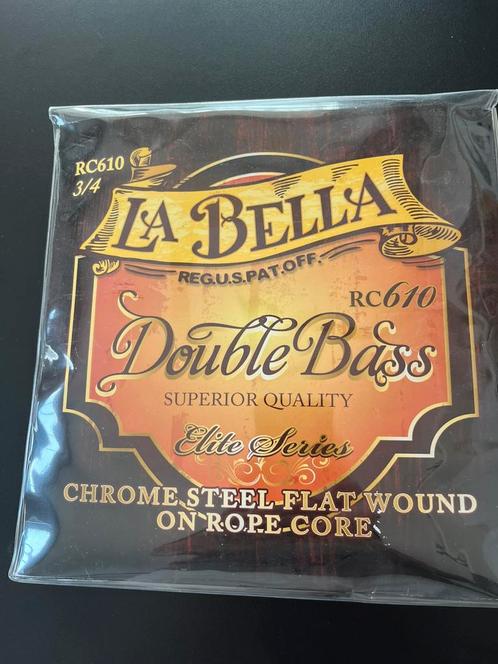 RC610
3/4
LA BELLA
REG.U.S.PAT.OFF.
RC610
Double Bass
SUPERIOR QUALITY
Elite Series
CHROME STEEL FLAT WOUND
ON ROPE-CORE